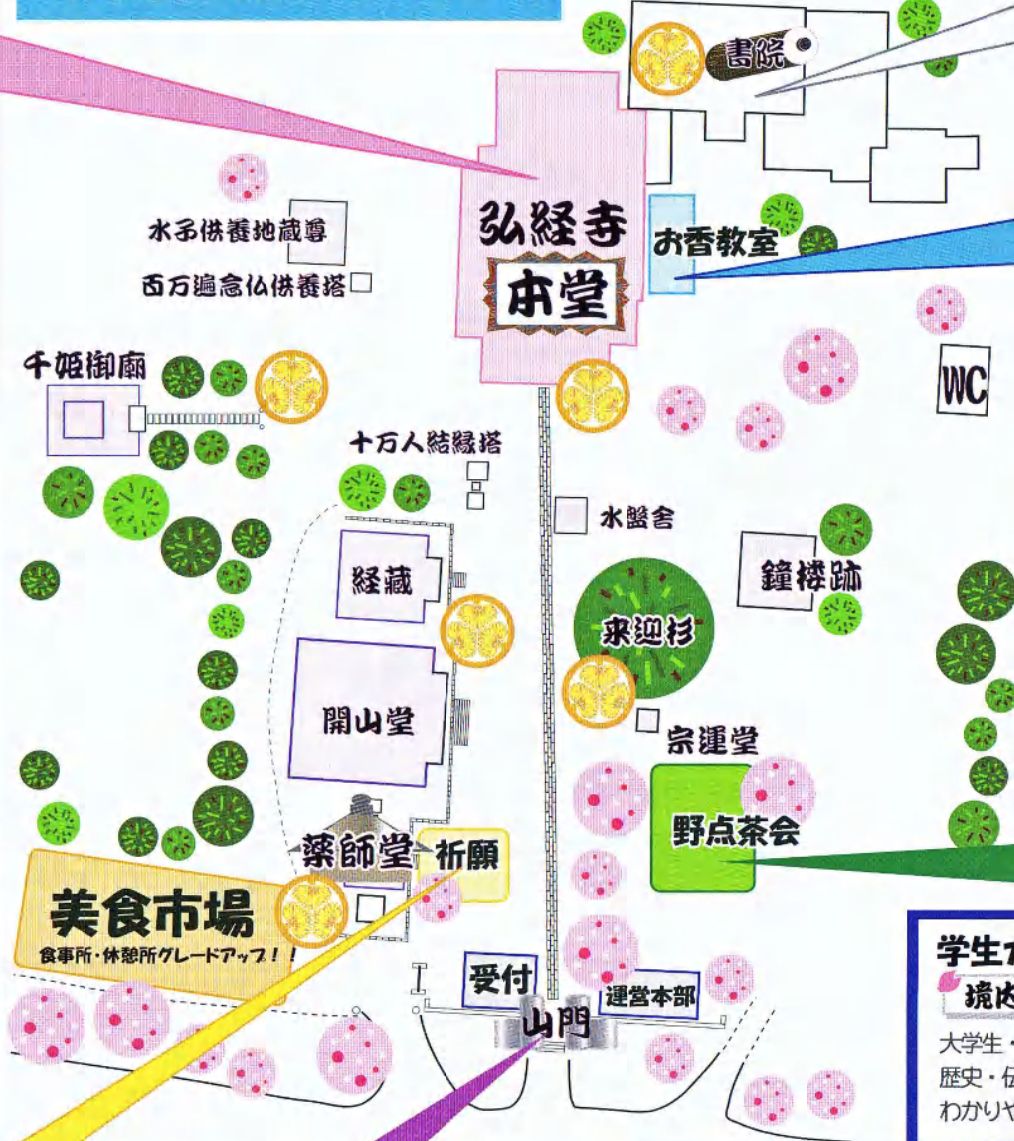 書院
弘経寺
本堂
お香教室
水子供養地蔵尊
百万遍念仏供養塔
千姫御廟
WC
十万人結縁塔
水盤舎
経蔵
鐘楼跡
来迎杉
開山堂
宗運堂
薬師堂
祈願
野点茶会
美食市場
食事所・休憩所グレードアップ!!
受付
運営本部
山門
学生
境内
大学生・
歴史・伝
わかりや